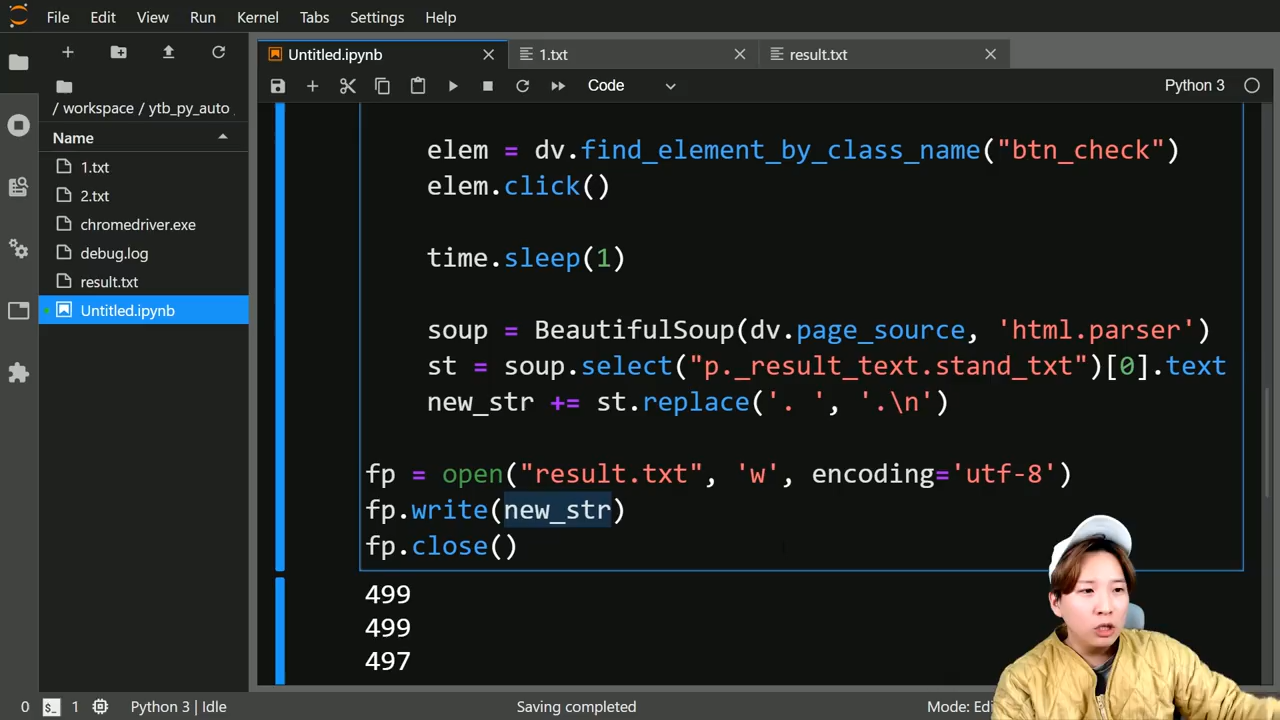 File Edit View Run Kernel Tabs Settings Help
Untitled.ipynb 1.txt result.txt
Code Python 3
/ workspace / ytb_py_auto
Name
1.txt
2.txt
chromedriver.exe
debug.log
result.txt
Untitled.ipynb
elem = dv.find_element_by_class_name("btn_check")
elem.click()
time.sleep(1)
soup = BeautifulSoup(dv.page_source, 'html.parser')
st = soup.select("p._result_text.stand_txt")[0].text
new_str += st.replace('. ', '.\n')
fp = open("result.txt", 'w', encoding='utf-8')
fp.write(new_str)
fp.close()
499
499
497
0 $_ 1 Python 3 | Idle Saving completed Mode: Edi